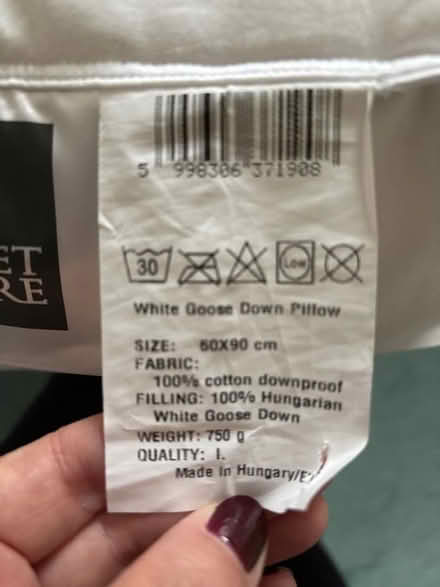 ET
RE
5 998306 371908
30
LOW
White Goose Down Pillow
SIZE: 60X90 cm
FABRIC:
100% cotton downproof
FILLING: 100% Hungarian
White Goose Down
WEIGHT: 750 g
QUALITY: I.
Made in Hungary/E